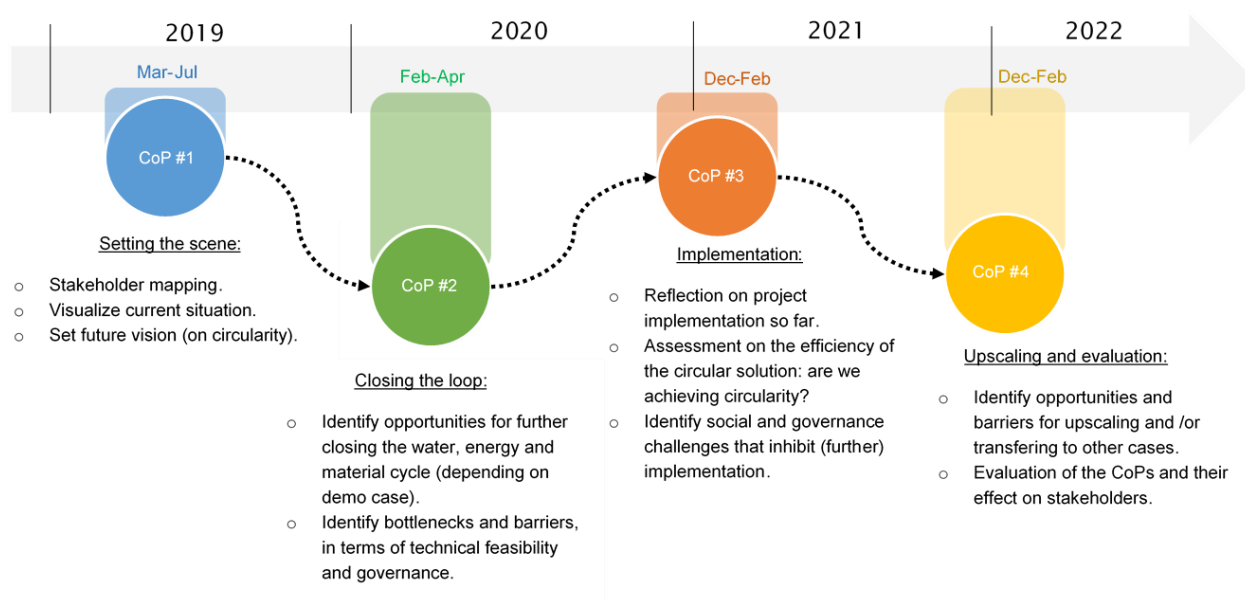 2019
2020
2021
2022
Mar-Jul
Feb-Apr
Dec-Feb
Dec-Feb
CoP #1
Setting the scene:
o Stakeholder mapping.
o Visualize current situation.
o Set future vision (on circularity).
CoP #2
Closing the loop:
o Identify opportunities for further
closing the water, energy and
material cycle (depending on
demo case).
o Identify bottlenecks and barriers,
in terms of technical feasibility
and governance.
CoP #3
Implementation:
o Reflection on project
implementation so far.
o Assessment on the efficiency of
the circular solution: are we
achieving circularity?
o Identify social and governance
challenges that inhibit (further)
implementation.
CoP #4
Upscaling and evaluation:
o Identify opportunities and
barriers for upscaling and /or
transfering to other cases.
o Evaluation of the CoPs and their
effect on stakeholders.